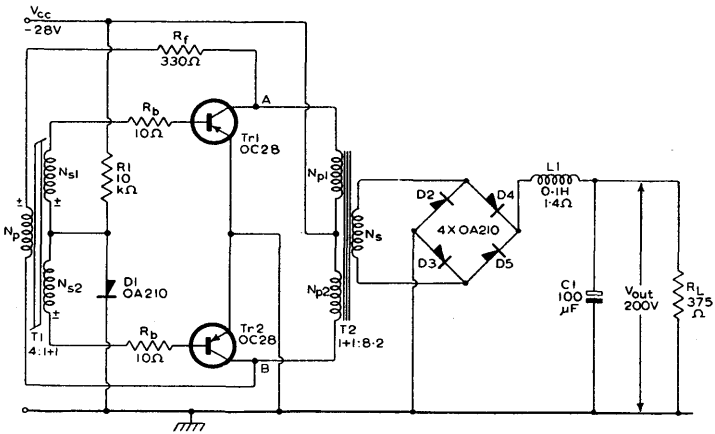 Vcc
-28V
Rf
330Ω
A
Rb
10Ω
Tr1
OC28
R1
10
kΩ
Ns1
±
±
Np
Np1
Ns
D2
D4
4 X OA210
D3
D5
L1
0·1H
1·4Ω
Ns2
±
D1
OA210
Np2
C1
100
μF
Vout
200V
RL
375
Ω
T1
4:1+1
Rb
10Ω
Tr2
OC28
B
T2
1+1:8·2